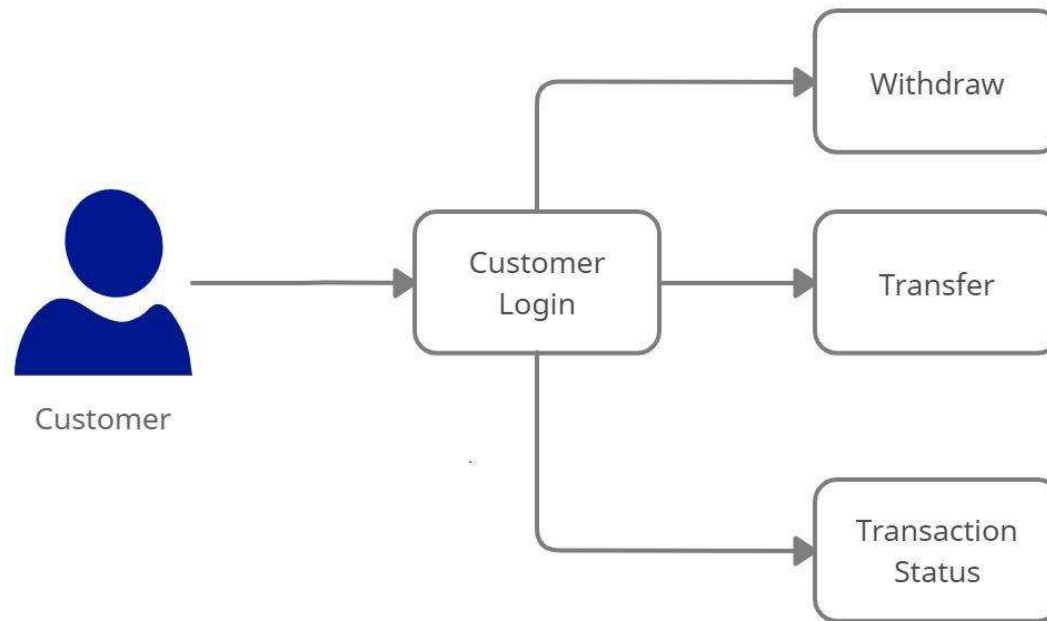 Withdraw
Customer
Login
Transfer
Customer
Transaction
Status